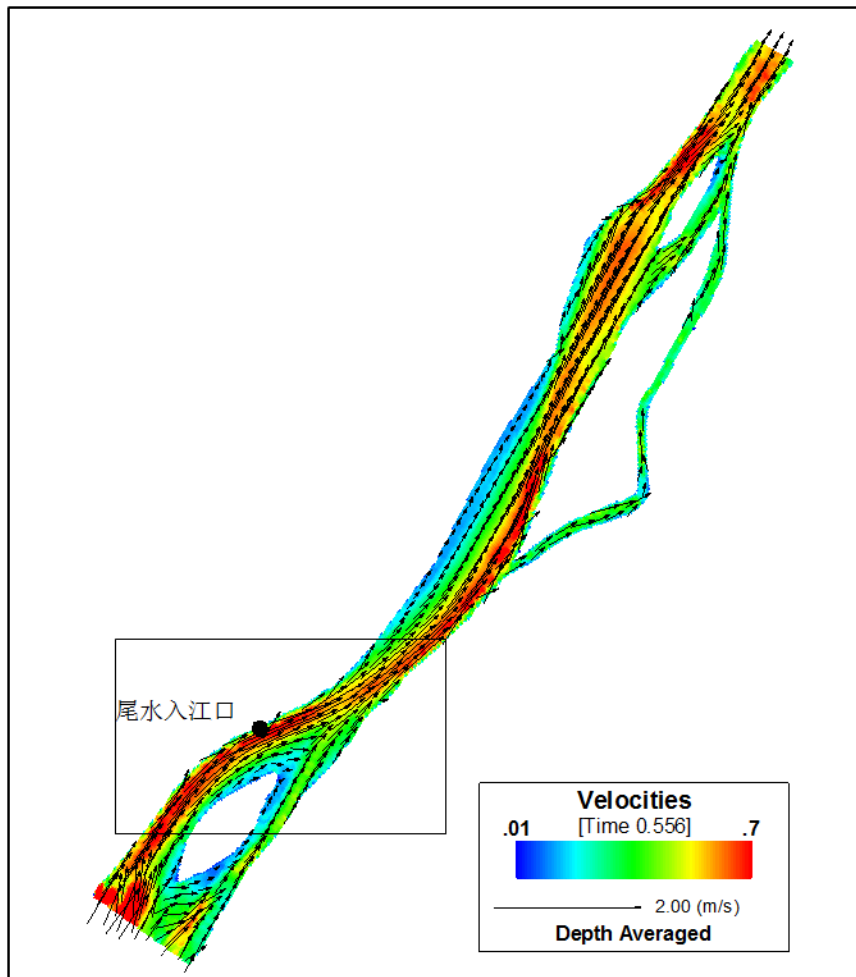 尾水入江口
Velocities
.01 [Time 0.556] .7
2.00 (m/s)
Depth Averaged